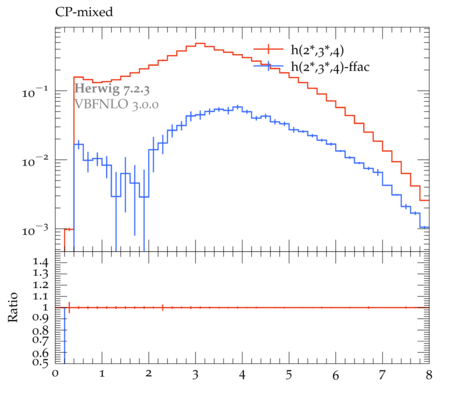 CP-mixed
h(2*,3*,4)
h(2*,3*,4)-ffac
Herwig 7.2.3
VBFNLO 3.0.0
10⁻¹
10⁻²
10⁻³
Ratio
1.4
1.3
1.2
1.1
1
0.9
0.8
0.7
0.6
0.5
0 1 2 3 4 5 6 7 8